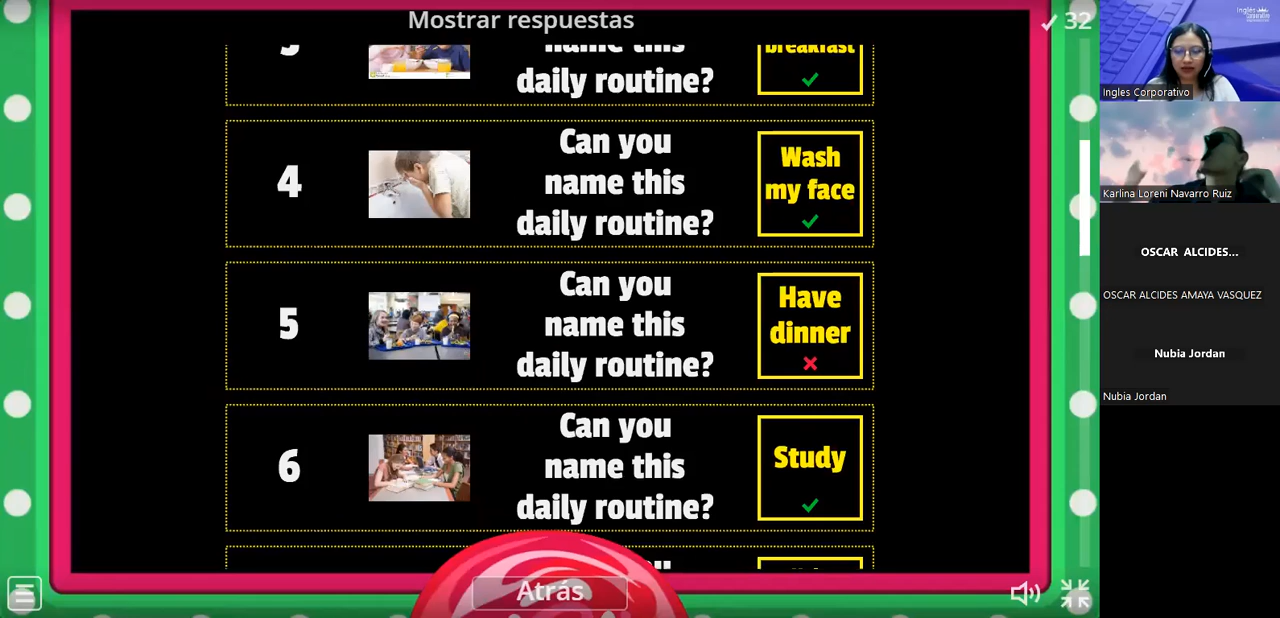 Mostrar respuestas
32
name this
daily routine?
breakfast
4
Can you
name this
daily routine?
Wash
my face
5
Can you
name this
daily routine?
Have
dinner
6
Can you
name this
daily routine?
Study
Atrás
Ingles Corporativo
Karlina Loreni Navarro Ruiz
OSCAR ALCIDES...
OSCAR ALCIDES AMAYA VASQUEZ
Nubia Jordan
Nubia Jordan